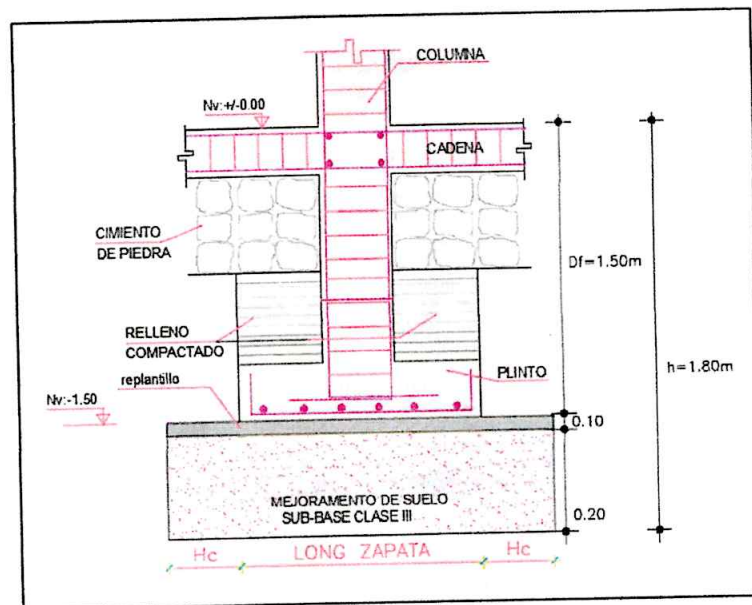 COLUMNA
Nv:+/-0.00
CADENA
CIMIENTO
DE PIEDRA
Df=1.50m
RELLENO
COMPACTADO
h=1.80m
replantillo
PLINTO
Nv:-1.50
0.10
MEJORAMENTO DE SUELO
SUB-BASE CLASE III
0.20
Hc
LONG ZAPATA
Hc